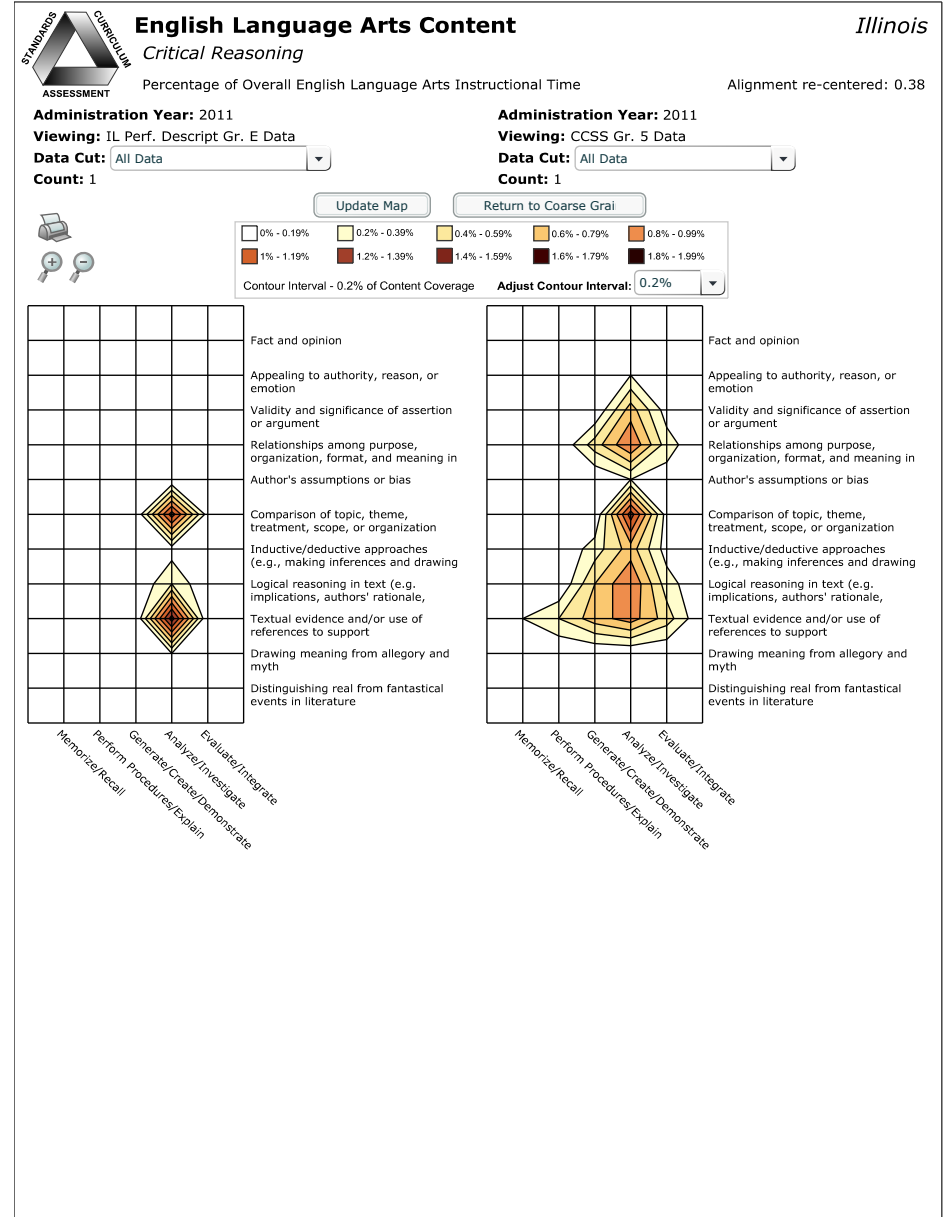 STANDARDS
CURRICULUM
ASSESSMENT
English Language Arts Content
Illinois
Critical Reasoning
Percentage of Overall English Language Arts Instructional Time
Alignment re-centered: 0.38
Administration Year: 2011
Viewing: IL Perf. Descript Gr. E Data
Data Cut: All Data
Count: 1
Administration Year: 2011
Viewing: CCSS Gr. 5 Data
Data Cut: All Data
Count: 1
Update Map
Return to Coarse Grai
0% - 0.19%
0.2% - 0.39%
0.4% - 0.59%
0.6% - 0.79%
0.8% - 0.99%
1% - 1.19%
1.2% - 1.39%
1.4% - 1.59%
1.6% - 1.79%
1.8% - 1.99%
Contour Interval - 0.2% of Content Coverage
Adjust Contour Interval: 0.2%
Fact and opinion
Appealing to authority, reason, or
emotion
Validity and significance of assertion
or argument
Relationships among purpose,
organization, format, and meaning in
Author's assumptions or bias
Comparison of topic, theme,
treatment, scope, or organization
Inductive/deductive approaches
(e.g., making inferences and drawing
Logical reasoning in text (e.g.
implications, authors' rationale,
Textual evidence and/or use of
references to support
Drawing meaning from allegory and
myth
Distinguishing real from fantastical
events in literature
Memorize/Recall
Perform Procedures/Explain
Generate/Create/Demonstrate
Analyze/Investigate
Evaluate/Integrate
Fact and opinion
Appealing to authority, reason, or
emotion
Validity and significance of assertion
or argument
Relationships among purpose,
organization, format, and meaning in
Author's assumptions or bias
Comparison of topic, theme,
treatment, scope, or organization
Inductive/deductive approaches
(e.g., making inferences and drawing
Logical reasoning in text (e.g.
implications, authors' rationale,
Textual evidence and/or use of
references to support
Drawing meaning from allegory and
myth
Distinguishing real from fantastical
events in literature
Memorize/Recall
Perform Procedures/Explain
Generate/Create/Demonstrate
Analyze/Investigate
Evaluate/Integrate